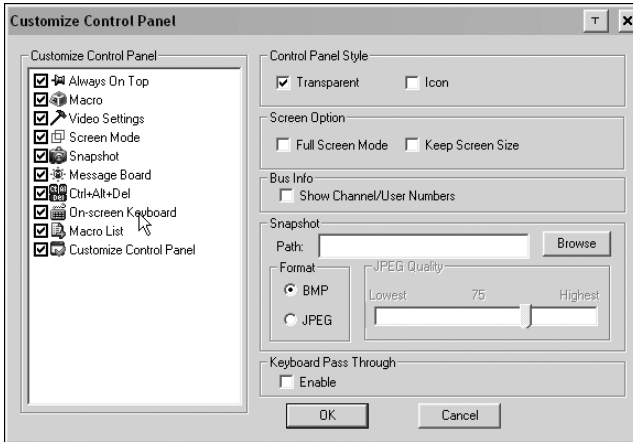 Customize Control Panel
T
X
Customize Control Panel
Always On Top
Macro
Video Settings
Screen Mode
Snapshot
Message Board
Ctrl+Alt+Del
On-screen Keyboard
Macro List
Customize Control Panel
Control Panel Style
Transparent Icon
Screen Option
Full Screen Mode Keep Screen Size
Bus Info
Show Channel/User Numbers
Snapshot
Path: Browse
Format
BMP
JPEG
JPEG Quality
Lowest 75 Highest
Keyboard Pass Through
Enable
OK Cancel